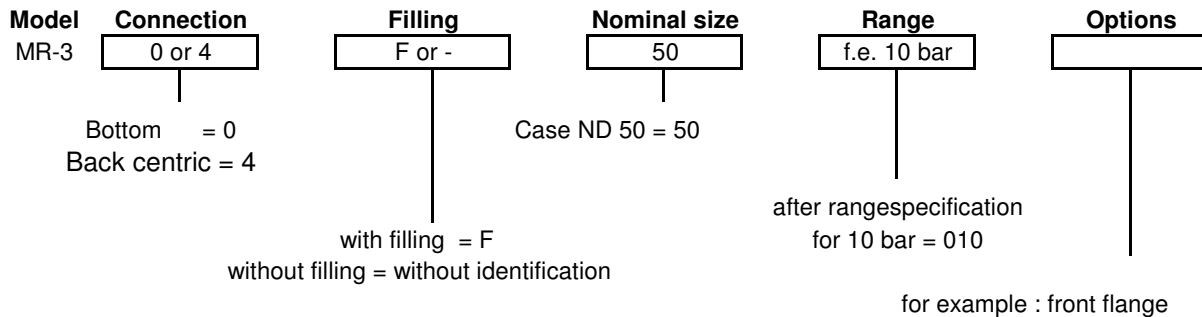 Model Connection Filling Nominal size Range Options
MR-3 0 or 4 F or - 50 f.e. 10 bar
Bottom = 0 Case ND 50 = 50
Back centric = 4
after rangespecification
with filling = F for 10 bar = 010
without filling = without identification
for example : front flange